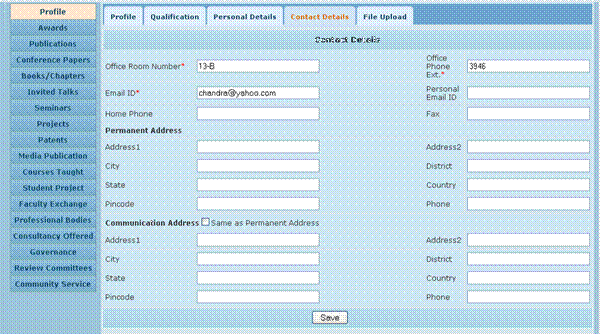 Profile
Awards
Publications
Conference Papers
Books/Chapters
Invited Talks
Seminars
Projects
Patents
Media Publication
Courses Taught
Student Project
Faculty Exchange
Professional Bodies
Consultancy Offered
Governance
Review Committees
Community Service
Profile Qualification Personal Details Contact Details File Upload
Contact Details
Office Room Number* 13-B
Office
Phone
Ext.* 3946
Email ID* chandra@yahoo.com
Personal
Email ID
Home Phone Fax
Permanent Address
Address1 Address2
City District
State Country
Pincode Phone
Communication Address Same as Permanent Address
Address1 Address2
City District
State Country
Pincode Phone
Save